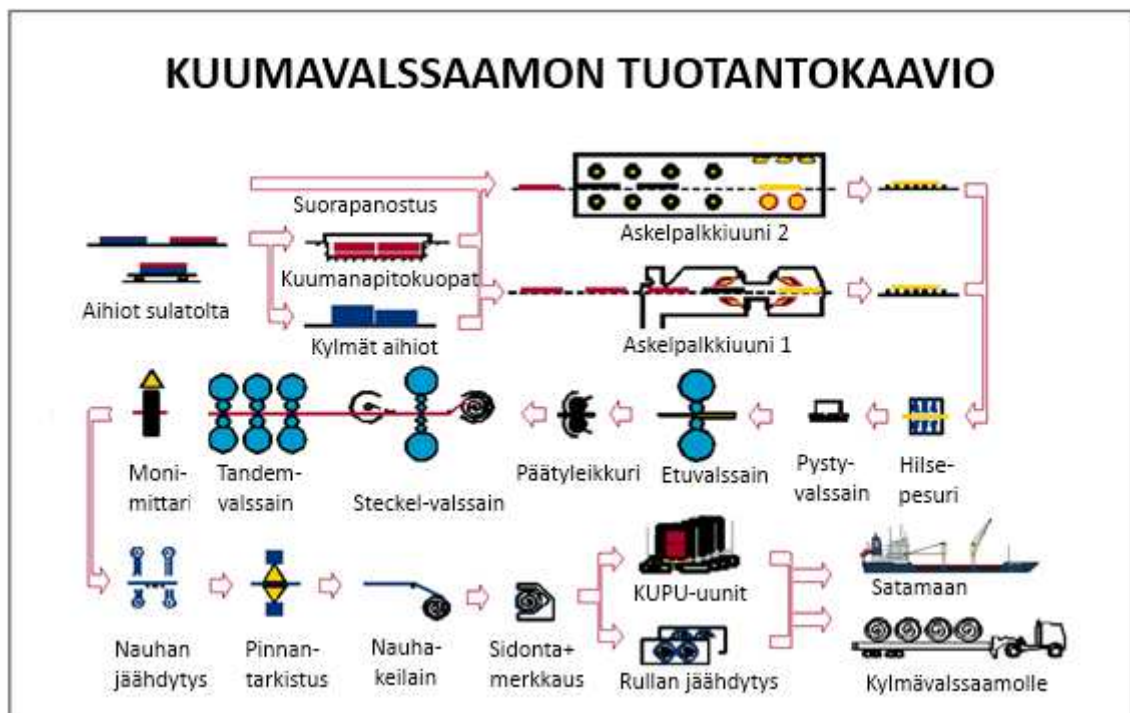 KUUMAVALSSAAMON TUOTANTOKAAVIO
Suorapanostus
Askelpalkkiuuni 2
Aihiot sulatolta
Kuumanapitokuopat
Kylmät aihiot
Askelpalkkiuuni 1
Moni-
mittari
Tandem-
valssain
Steckel-valssain
Päätyleikkuri
Etuvalssain
Pysty-
valssain
Hilse-
pesuri
Nauhan
jäähdytys
Pinnan-
tarkistus
Nauha-
keilain
Sidonta+
merkkaus
KUPU-uunit
Rullan jäähdytys
Satamaan
Kylmävalssaamolle